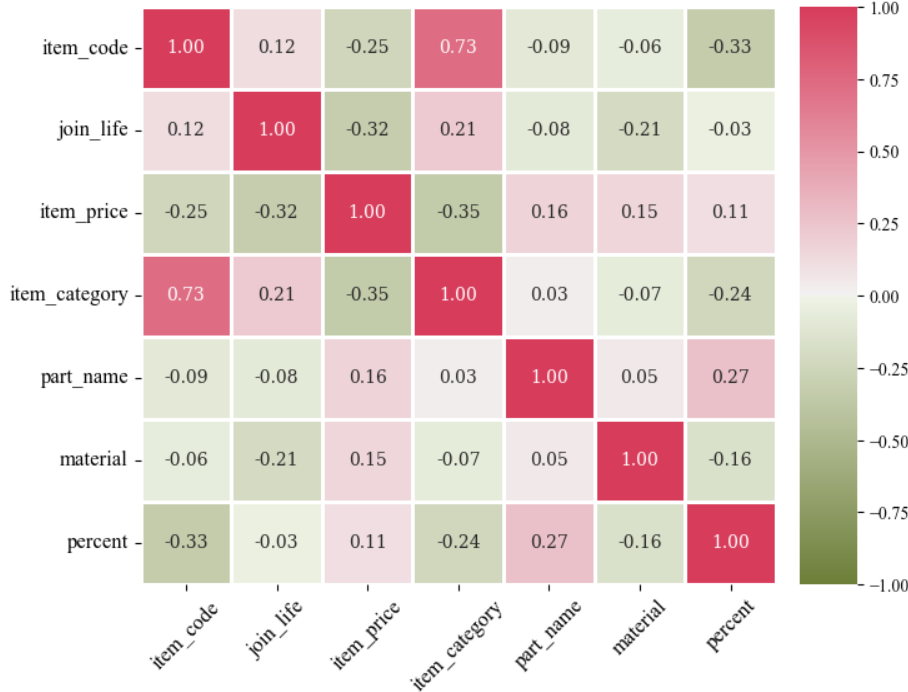 item_code 1.00 0.12 -0.25 0.73 -0.09 -0.06 -0.33
join_life 0.12 1.00 -0.32 0.21 -0.08 -0.21 -0.03
item_price -0.25 -0.32 1.00 -0.35 0.16 0.15 0.11
item_category 0.73 0.21 -0.35 1.00 0.03 -0.07 -0.24
part_name -0.09 -0.08 0.16 0.03 1.00 0.05 0.27
material -0.06 -0.21 0.15 -0.07 0.05 1.00 -0.16
percent -0.33 -0.03 0.11 -0.24 0.27 -0.16 1.00
item_code join_life item_price item_category part_name material percent
1.00
0.75
0.50
0.25
0.00
−0.25
−0.50
−0.75
−1.00